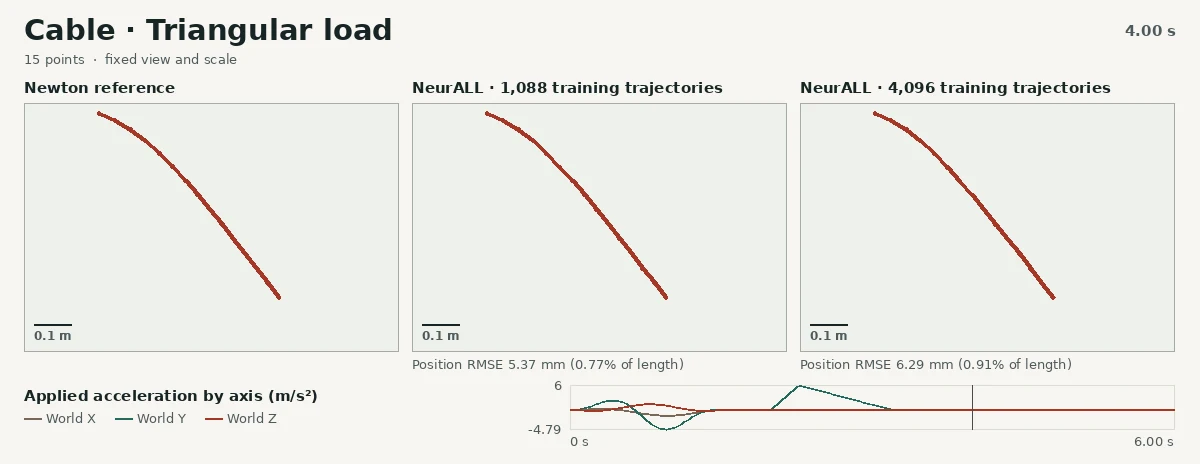 Cable · Triangular load
4.00 s
15 points · fixed view and scale
Newton reference
NeurALL · 1,088 training trajectories
NeurALL · 4,096 training trajectories
0.1 m
0.1 m
0.1 m
Position RMSE 5.37 mm (0.77% of length)
Position RMSE 6.29 mm (0.91% of length)
Applied acceleration by axis (m/s²)
World X
World Y
World Z
6
-4.79
0 s
6.00 s